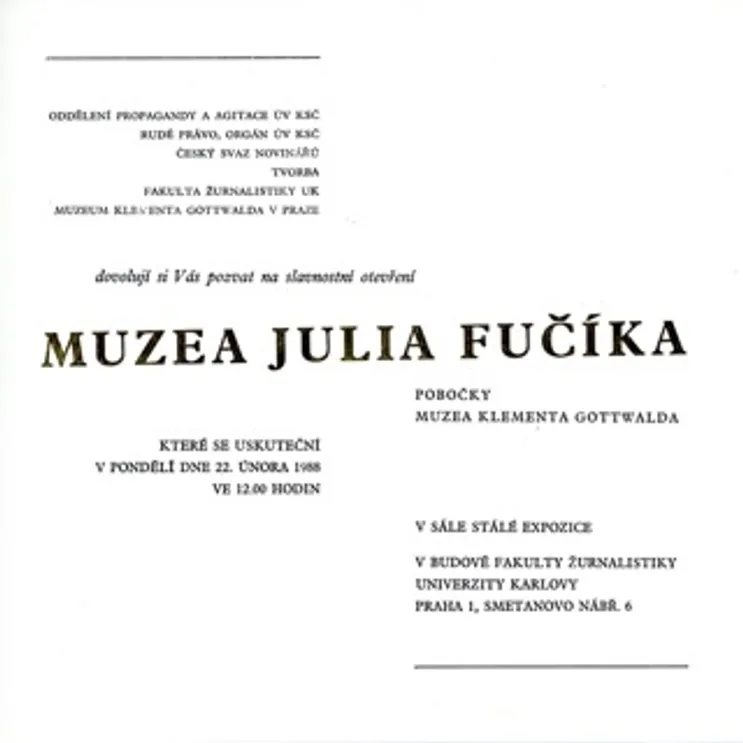 ODDĚLENÍ PROPAGANDY A AGITACE ÚV KSČ
RUDÉ PRÁVO, ORGÁN ÚV KSČ
ČESKÝ SVAZ NOVINÁŘŮ
TVORBA
FAKULTA ŽURNALISTIKY UK
MUZEUM KLEMENTA GOTTWALDA V PRAZE
dovolují si Vás pozvat na slavnostní otevření
MUZEA JULIA FUČÍKA
POBOČKY
MUZEA KLEMENTA GOTTWALDA
KTERÉ SE USKUTEČNÍ
V PONDĚLÍ DNE 22. ÚNORA 1988
VE 12.00 HODIN
V SÁLE STÁLÉ EXPOZICE
V BUDOVĚ FAKULTY ŽURNALISTIKY
UNIVERZITY KARLOVY
PRAHA 1, SMETANOVO NÁBŘ. 6